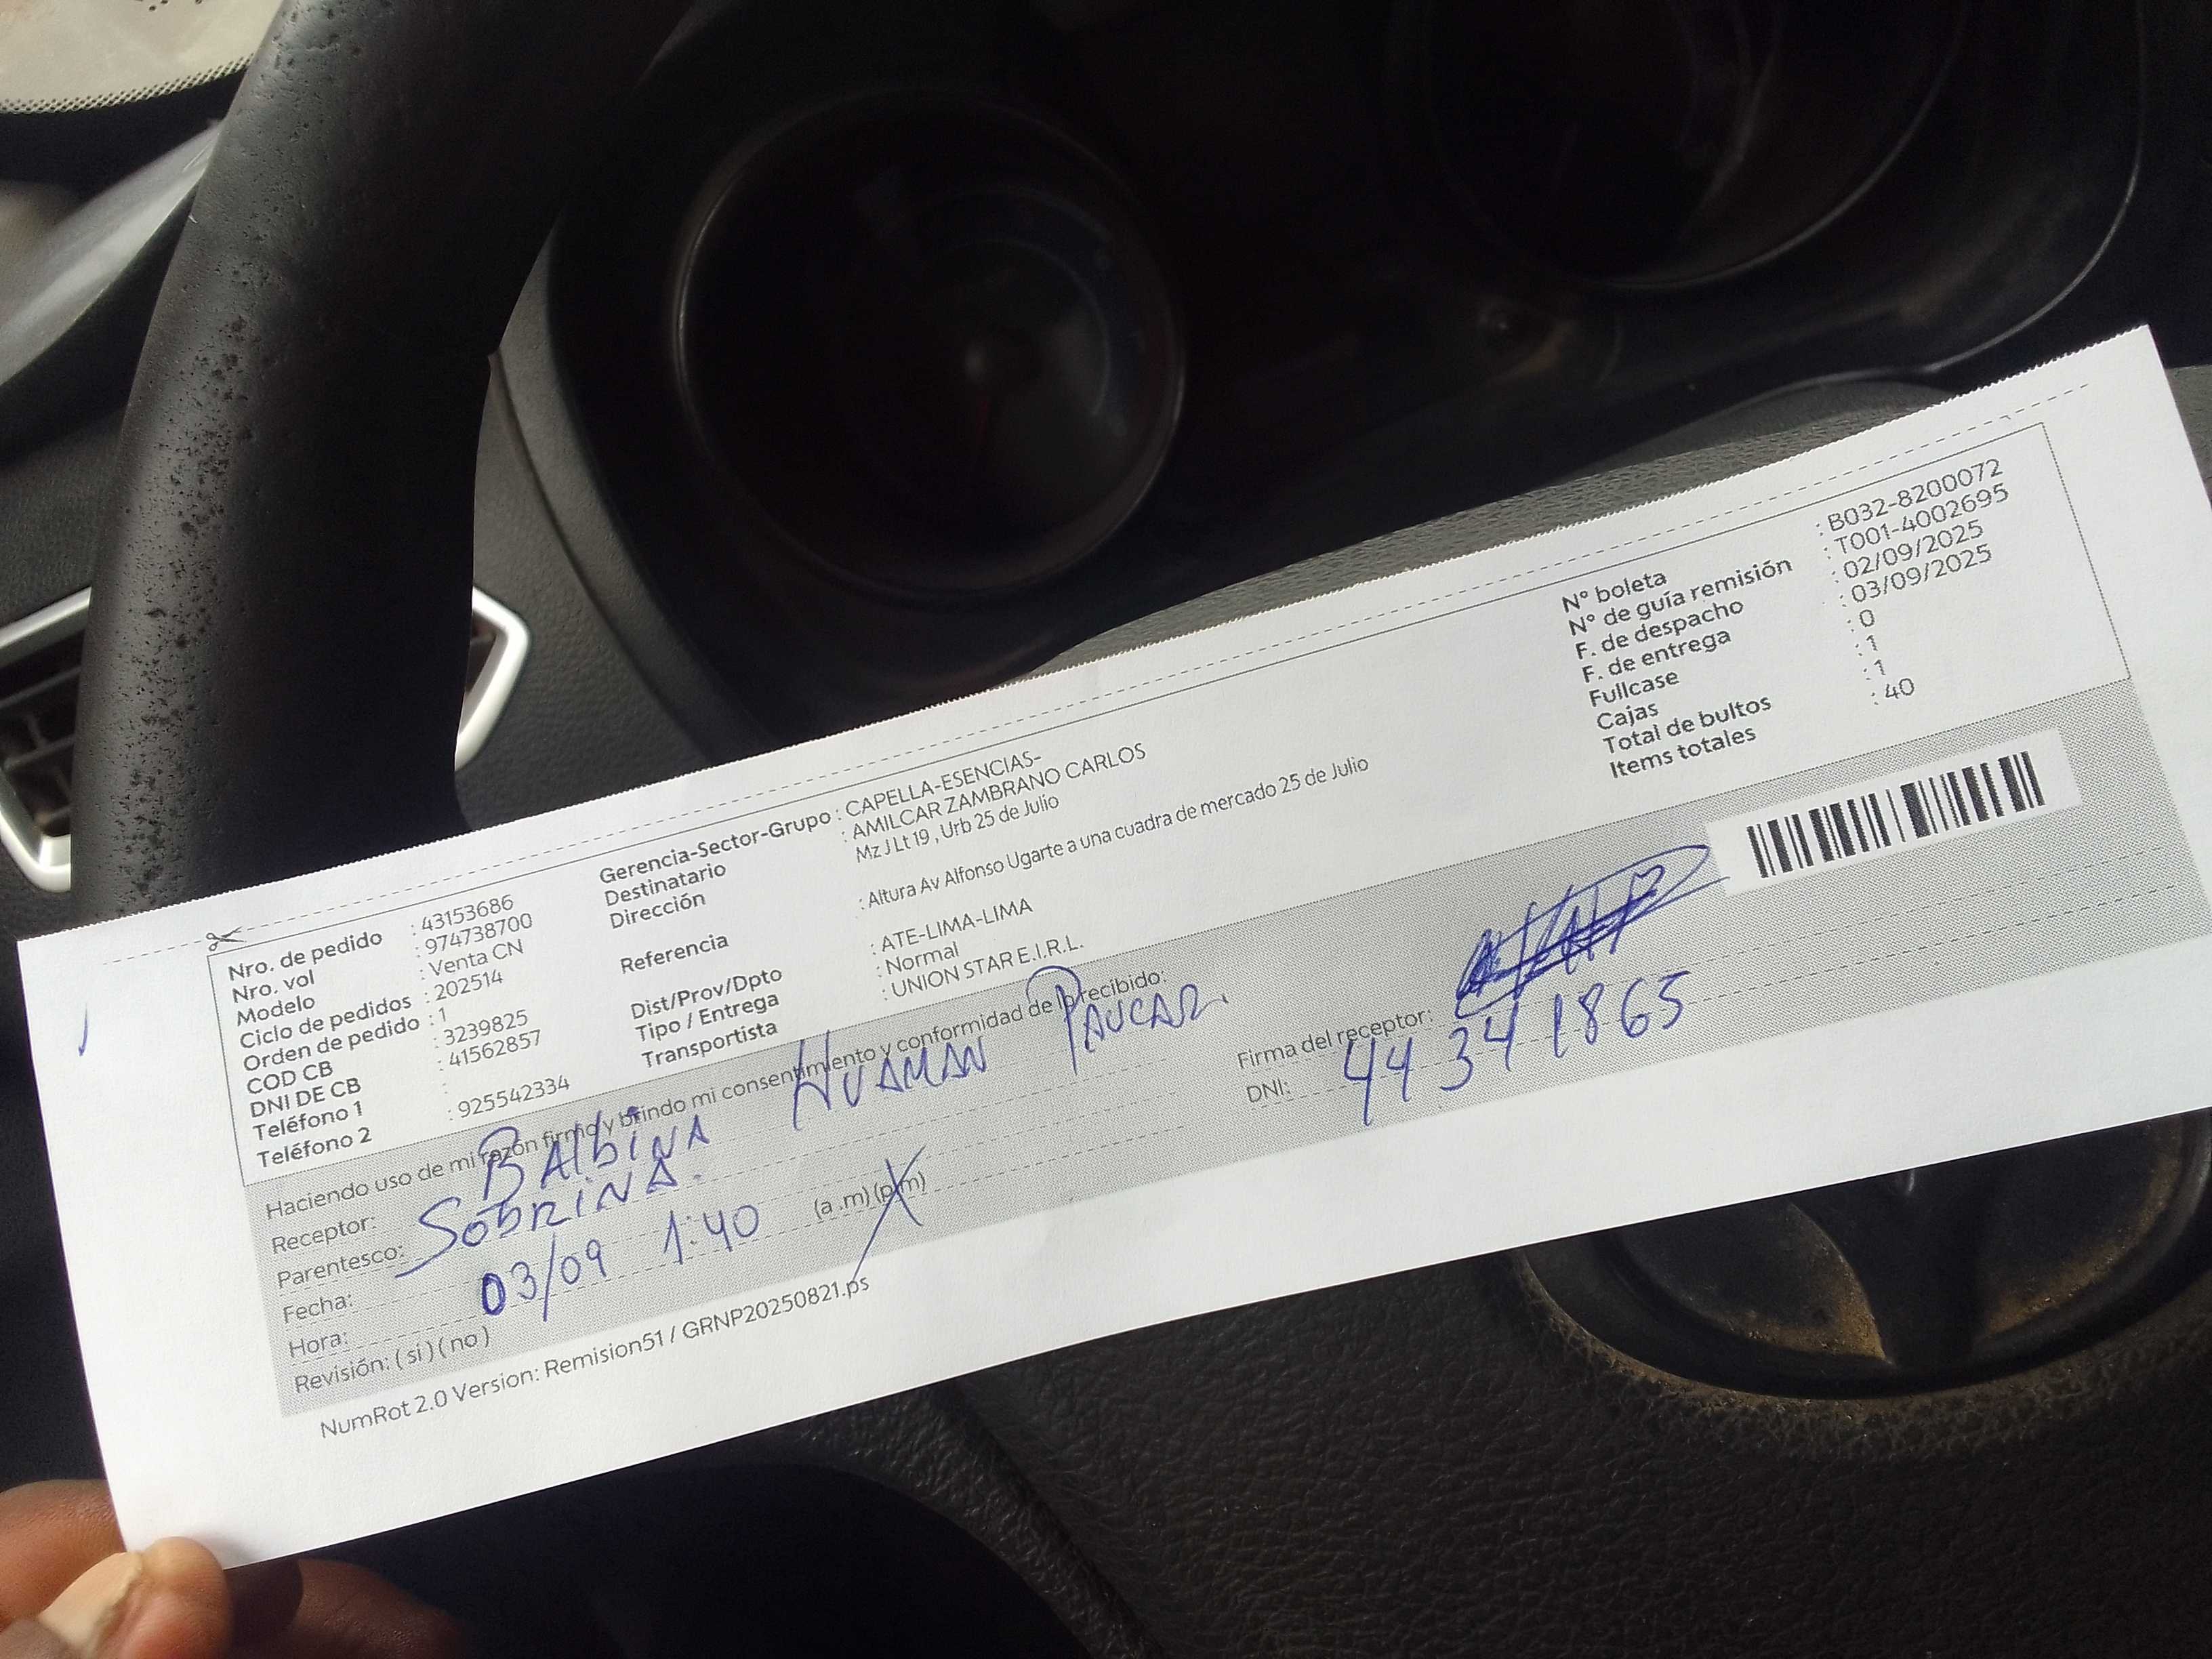 Nro. de pedido : 43153686
Nro. vol : 974738700
Modelo : Venta CN
Ciclo de pedidos : 202514
Orden de pedido : 1
COD CB : 3239825
DNI DE CB : 41562857
Teléfono 1 :
Teléfono 2 : 925542334
Gerencia-Sector-Grupo : CAPELLA-ESENCIAS-
Destinatario : AMILCAR ZAMBRANO CARLOS
Dirección Mz J Lt 19 , Urb 25 de Julio
Referencia : Altura Av Alfonso Ugarte a una cuadra de mercado 25 de Julio
Dist/Prov/Dpto : ATE-LIMA-LIMA
Tipo / Entrega : Normal
Transportista : UNION STAR E.I.R.L.
N° boleta : B032-8200072
N° de guía remisión : T001-4002695
F. de despacho : 02/09/2025
F. de entrega : 03/09/2025
Fullcase : 0
Cajas : 1
Total de bultos : 1
Items totales : 40
Haciendo uso de mi razón firmo y brindo mi consentimiento y conformidad de lo recibido:
Receptor: BAlbiNA HUAMAN PAUCAR.
Parentesco: SOBRINA.
Fecha: 03/09
Hora: 1:40 (a .m) (p.m)
Revisión: ( si ) ( no )
Firma del receptor:
DNI: 44341865
NumRot 2.0 Version: Remision51 / GRNP20250821.ps